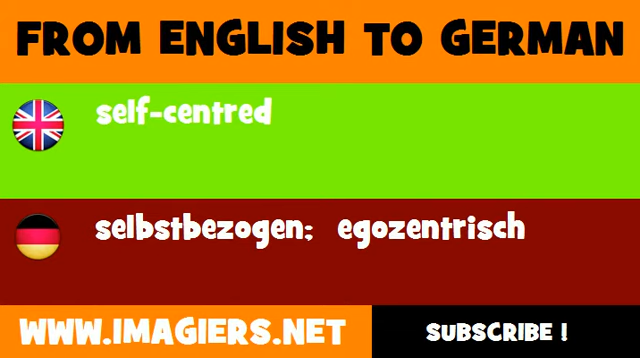 FROM ENGLISH TO GERMAN
self-centred
selbstbezogen; egozentrisch
WWW.IMAGIERS.NET
SUBSCRIBE !